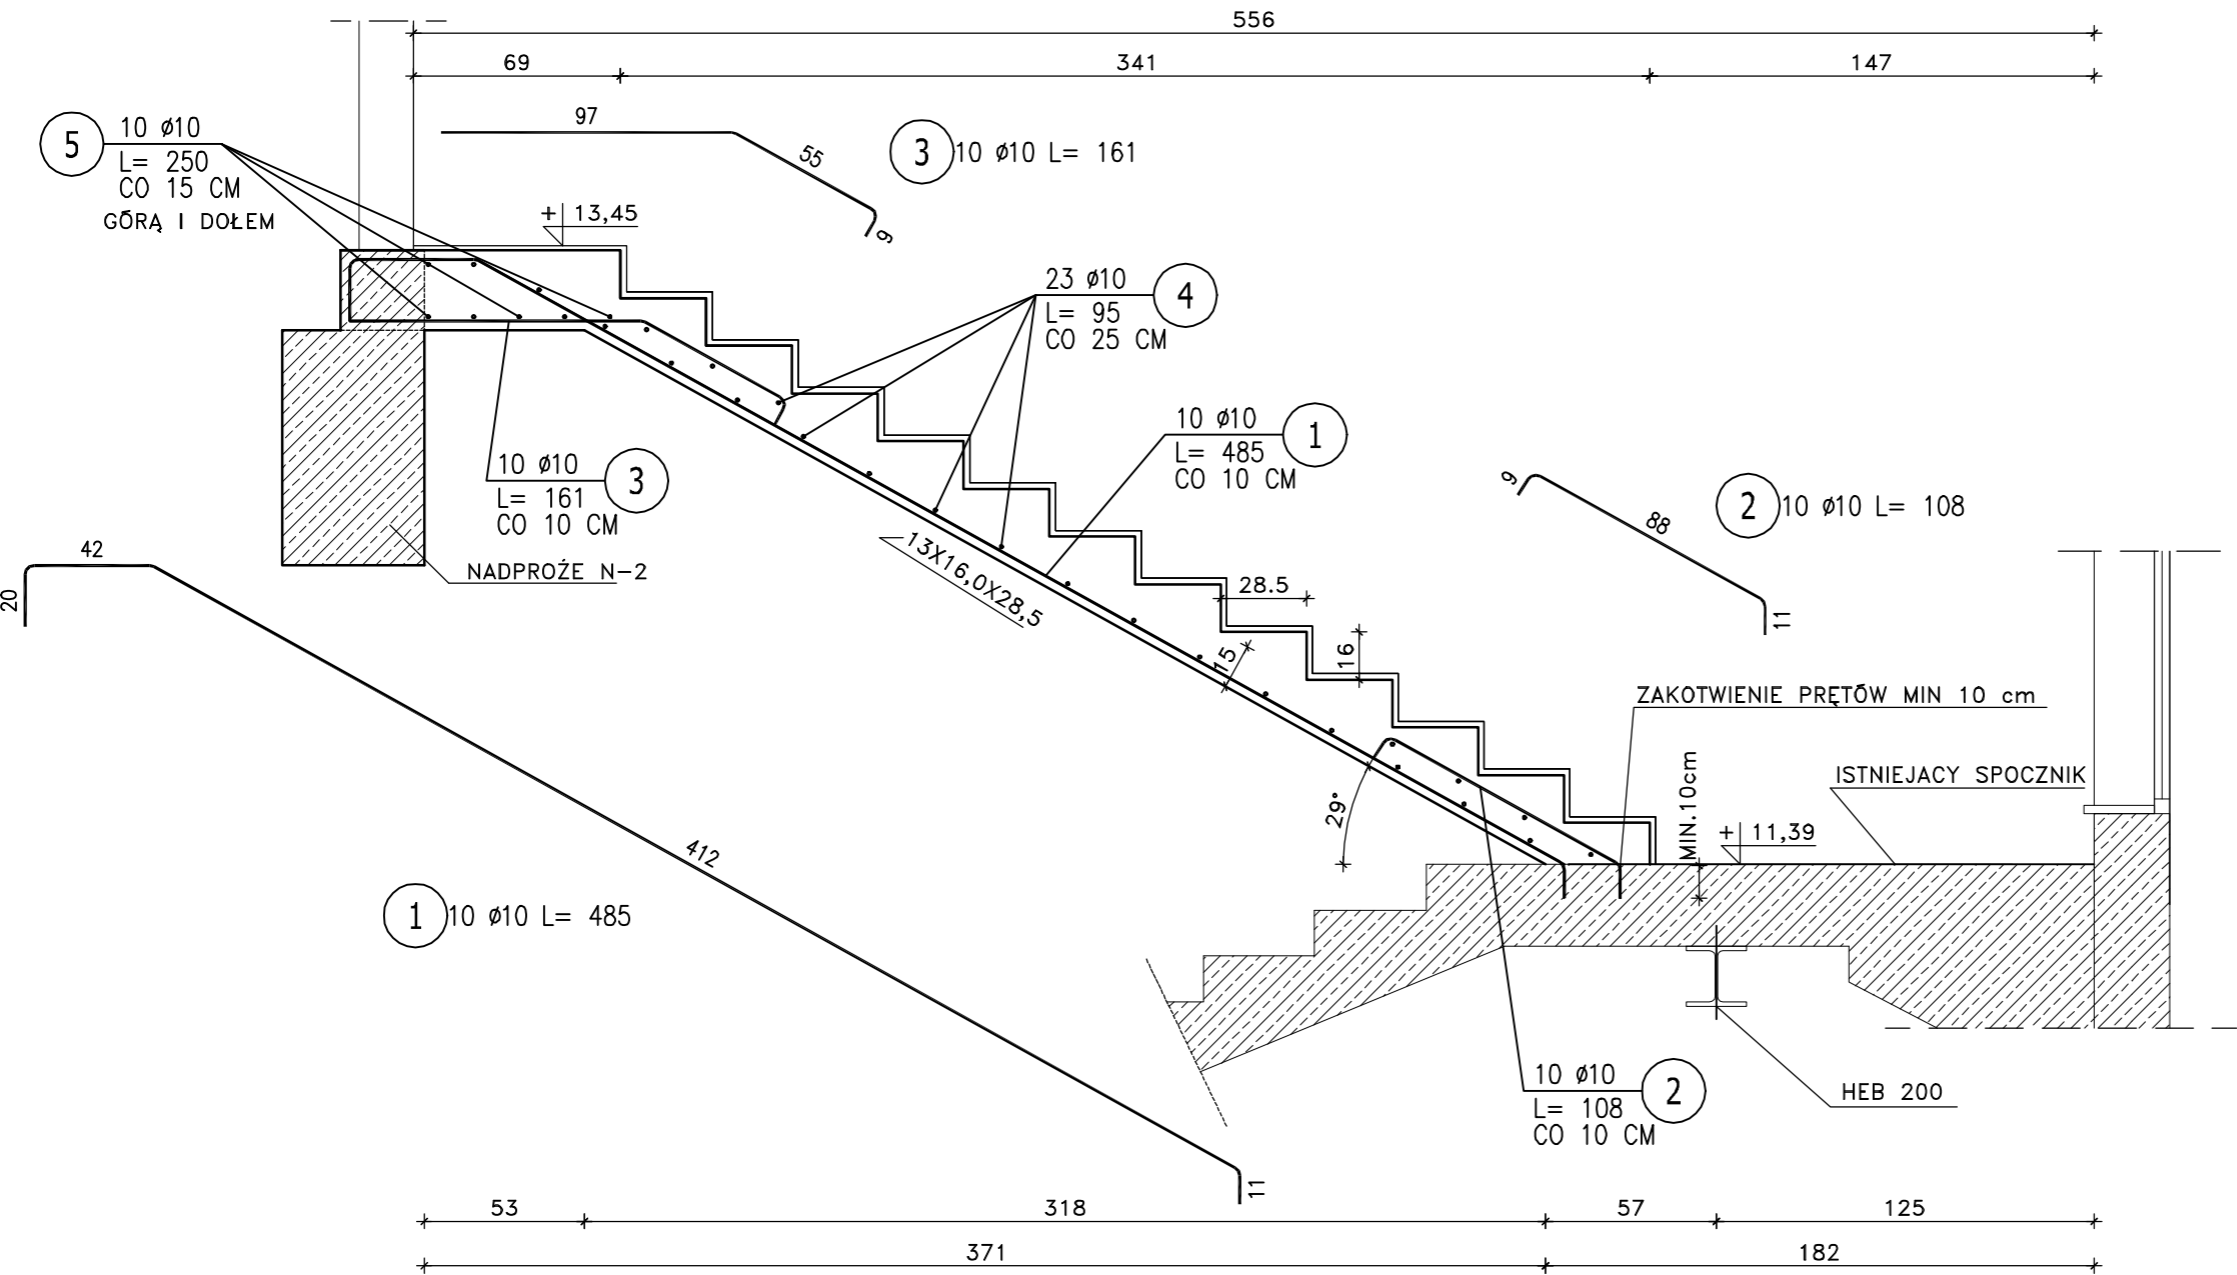 556
69
341
147
97
55
9
3
10 ø10 L= 161
5
10 ø10
L= 250
CO 15 CM
GÓRĄ I DOŁEM
+ 13,45
23 ø10
L= 95
CO 25 CM
4
10 ø10
L= 485
CO 10 CM
1
10 ø10
L= 161
CO 10 CM
3
9
88
11
2
10 ø10 L= 108
NADPROŻE N-2
42
20
412
11
1
10 ø10 L= 485
13X16,0X28,5
28.5
15
16
29°
ZAKOTWIENIE PRĘTÓW MIN 10 cm
MIN.10cm
ISTNIEJACY SPOCZNIK
+ 11,39
10 ø10
L= 108
CO 10 CM
2
HEB 200
53
318
57
125
371
182